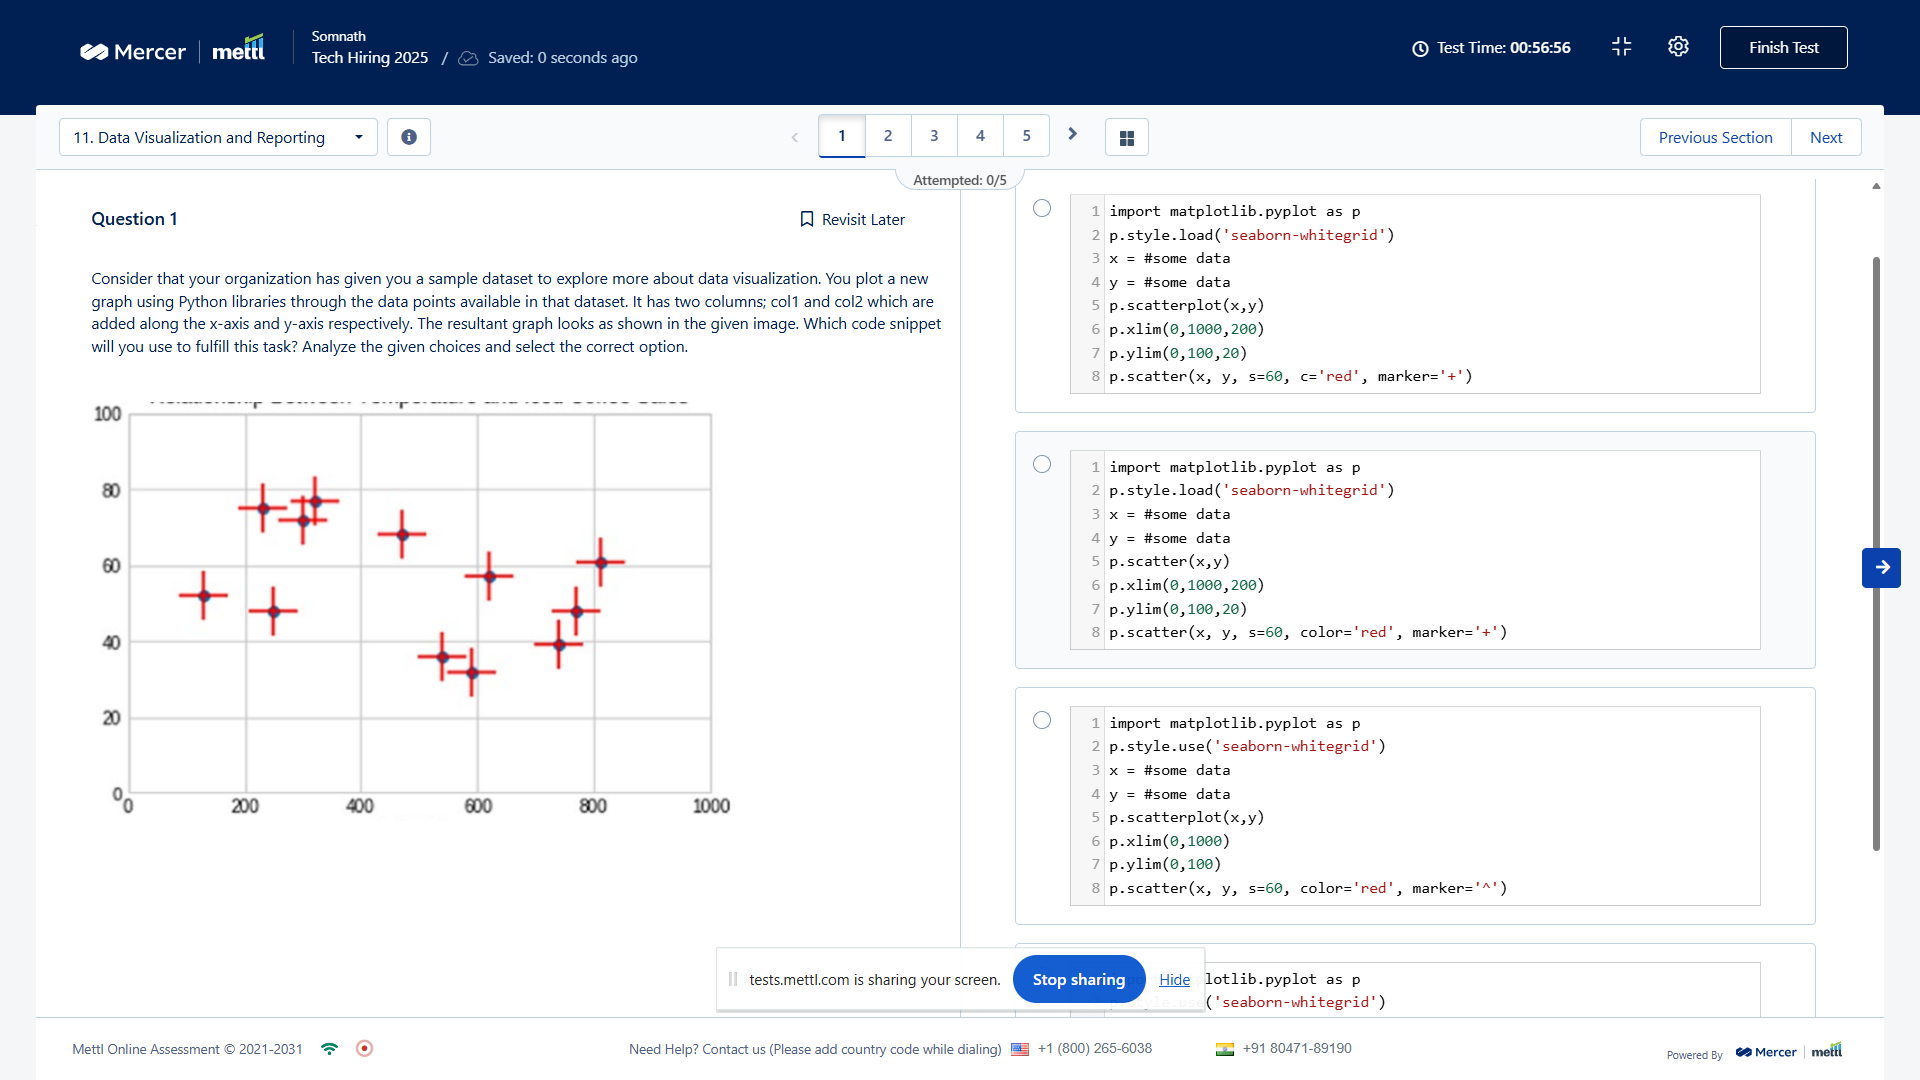 Mercer mettl
Somnath
Tech Hiring 2025 / Saved: 0 seconds ago
Test Time: 00:56:56
Finish Test
11. Data Visualization and Reporting
1 2 3 4 5
Previous Section
Next
Attempted: 0/5
Question 1
Revisit Later
Consider that your organization has given you a sample dataset to explore more about data visualization. You plot a new
graph using Python libraries through the data points available in that dataset. It has two columns; col1 and col2 which are
added along the x-axis and y-axis respectively. The resultant graph looks as shown in the given image. Which code snippet
will you use to fulfill this task? Analyze the given choices and select the correct option.
100
80
60
40
20
0
0 200 400 600 800 1000
1 import matplotlib.pyplot as p
2 p.style.load('seaborn-whitegrid')
3 x = #some data
4 y = #some data
5 p.scatterplot(x,y)
6 p.xlim(0,1000,200)
7 p.ylim(0,100,20)
8 p.scatter(x, y, s=60, c='red', marker='+')
1 import matplotlib.pyplot as p
2 p.style.load('seaborn-whitegrid')
3 x = #some data
4 y = #some data
5 p.scatter(x,y)
6 p.xlim(0,1000,200)
7 p.ylim(0,100,20)
8 p.scatter(x, y, s=60, color='red', marker='+')
1 import matplotlib.pyplot as p
2 p.style.use('seaborn-whitegrid')
3 x = #some data
4 y = #some data
5 p.scatterplot(x,y)
6 p.xlim(0,1000)
7 p.ylim(0,100)
8 p.scatter(x, y, s=60, color='red', marker='^')
lotlib.pyplot as p
('seaborn-whitegrid')
tests.mettl.com is sharing your screen.
Stop sharing
Hide
Mettl Online Assessment © 2021-2031
Need Help? Contact us (Please add country code while dialing)
+1 (800) 265-6038
+91 80471-89190
Powered By Mercer mettl